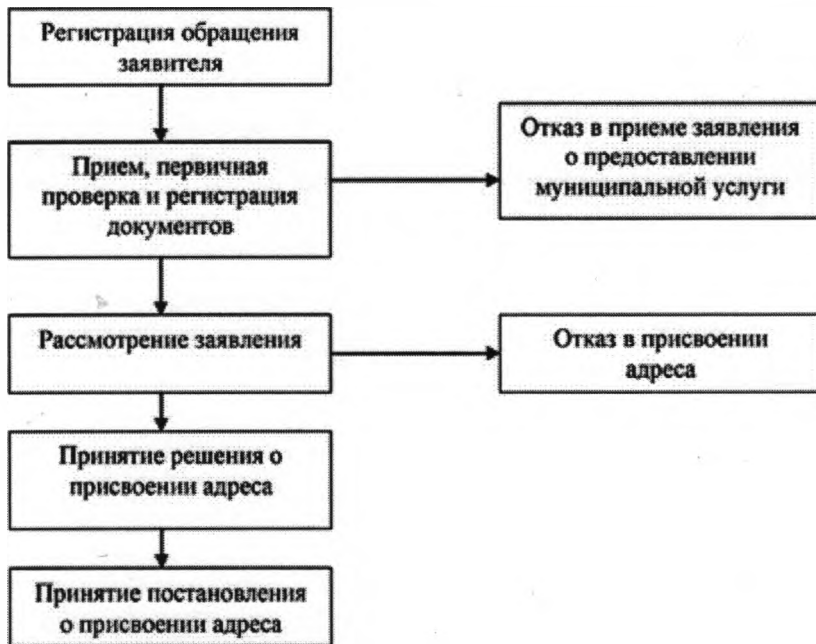 Регистрация обращения
заявителя
Прием, первичная
проверка и регистрация
документов
Отказ в приеме заявления
о предоставлении
муниципальной услуги
Рассмотрение заявления
Отказ в присвоении
адреса
Принятие решения о
присвоении адреса
Принятие постановления
о присвоении адреса